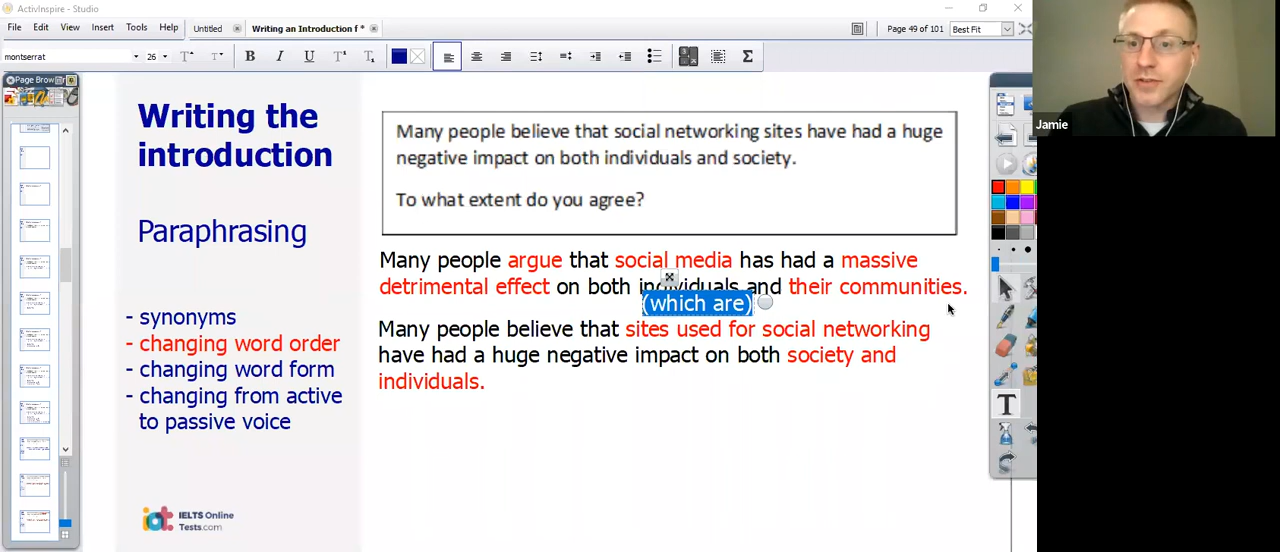 ActivInspire - Studio
File Edit View Insert Tools Help
Untitled
Writing an Introduction f *
Page 49 of 101
Best Fit
montserrat
26
B I U T T
Page Browser
Writing the
introduction
Paraphrasing
- synonyms
- changing word order
- changing word form
- changing from active
to passive voice
IELTS Online
Tests.com
Many people believe that social networking sites have had a huge
negative impact on both individuals and society.
To what extent do you agree?
Many people argue that social media has had a massive
detrimental effect on both individuals and their communities.
(which are)
Many people believe that sites used for social networking
have had a huge negative impact on both society and
individuals.
T
Jamie